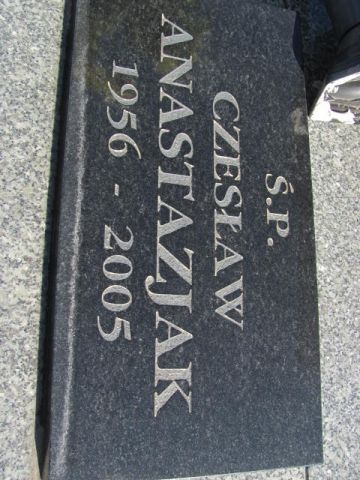 Ś.P.
CZESŁAW
ANASTAZJAK
1956 - 2005